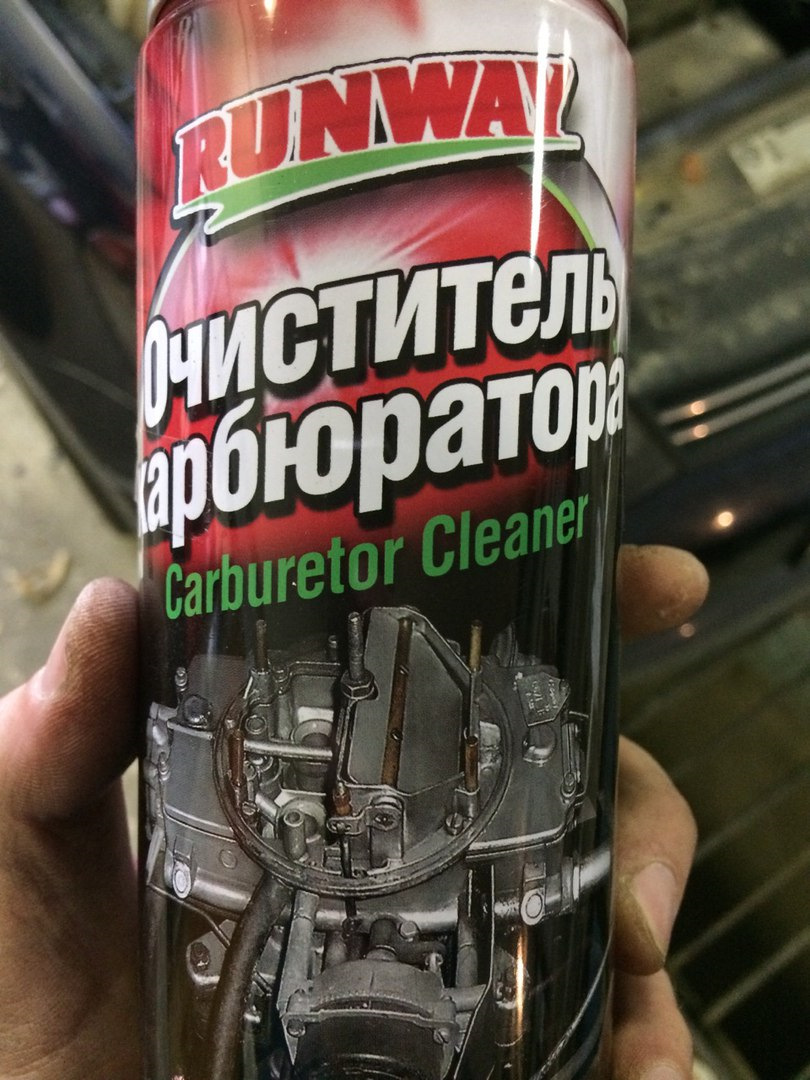 RUNWAY
Очиститель
карбюратора
Carburetor Cleaner